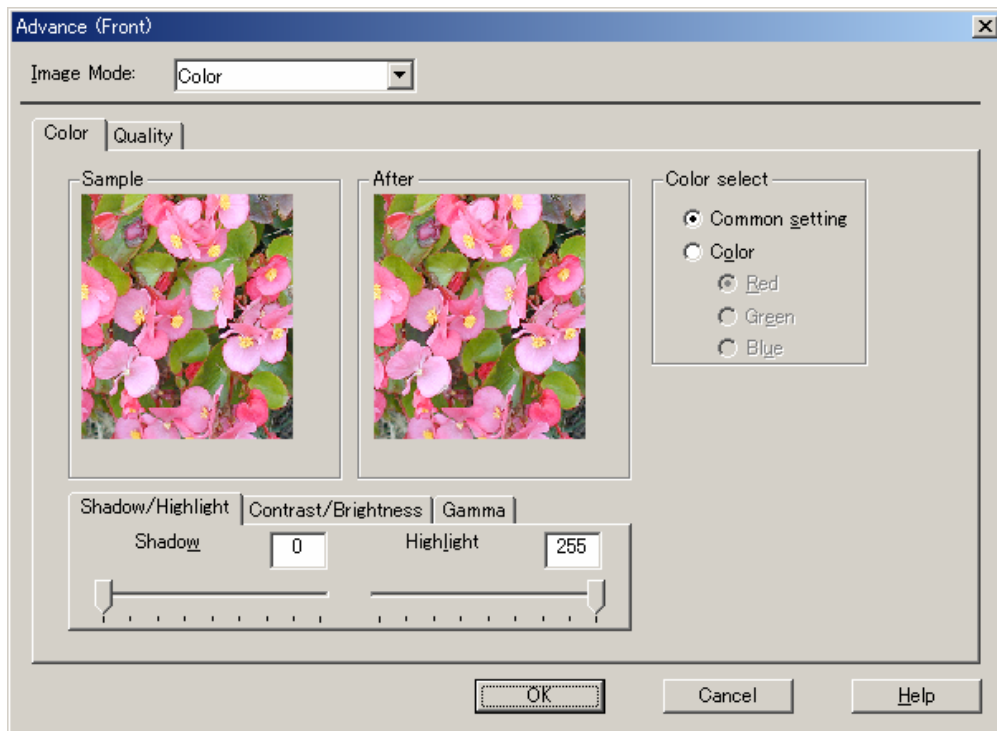 Advance (Front)
Image Mode: Color
Color Quality
Sample After Color select
Common setting
Color
Red
Green
Blue
Shadow/Highlight Contrast/Brightness Gamma
Shadow 0 Highlight 255
OK Cancel Help